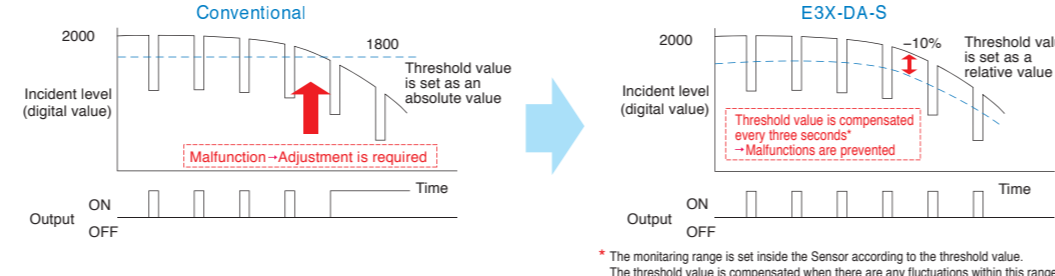 Conventional
2000
1800
Threshold value
is set as an
absolute value
Incident level
(digital value)
Malfunction→Adjustment is required
Time
ON
Output
OFF
E3X-DA-S
2000
–10%
Threshold
is set as a
relative value
Incident level
(digital value)
Threshold value is compensated
every three seconds*
→Malfunctions are prevented
Time
ON
Output
OFF
* The monitaring range is set inside the Sensor according to the threshold value.
The threshold value is compensated when there are any fluctuations within this range